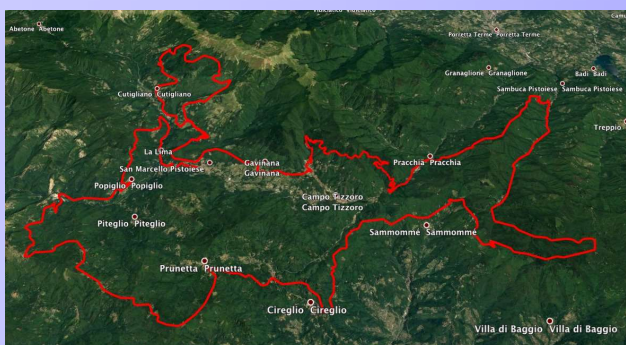 Abetone Abetone
Porretta Terme Porretta Terme
Granaglione Granaglione
Badi Badi
Cutigliano Cutigliano
Sambuca Pistoiese Sambuca Pistoiese
Treppio
La Lima
San Marcello Pistoiese
Gavinana
Gavinana
Pracchia Pracchia
Popiglio Popiglio
Campo Tizzoro
Campo Tizzoro
Piteglio Piteglio
Sammommè Sammommè
Prunetta Prunetta
Cireglio Cireglio
Villa di Baggio Villa di Baggio